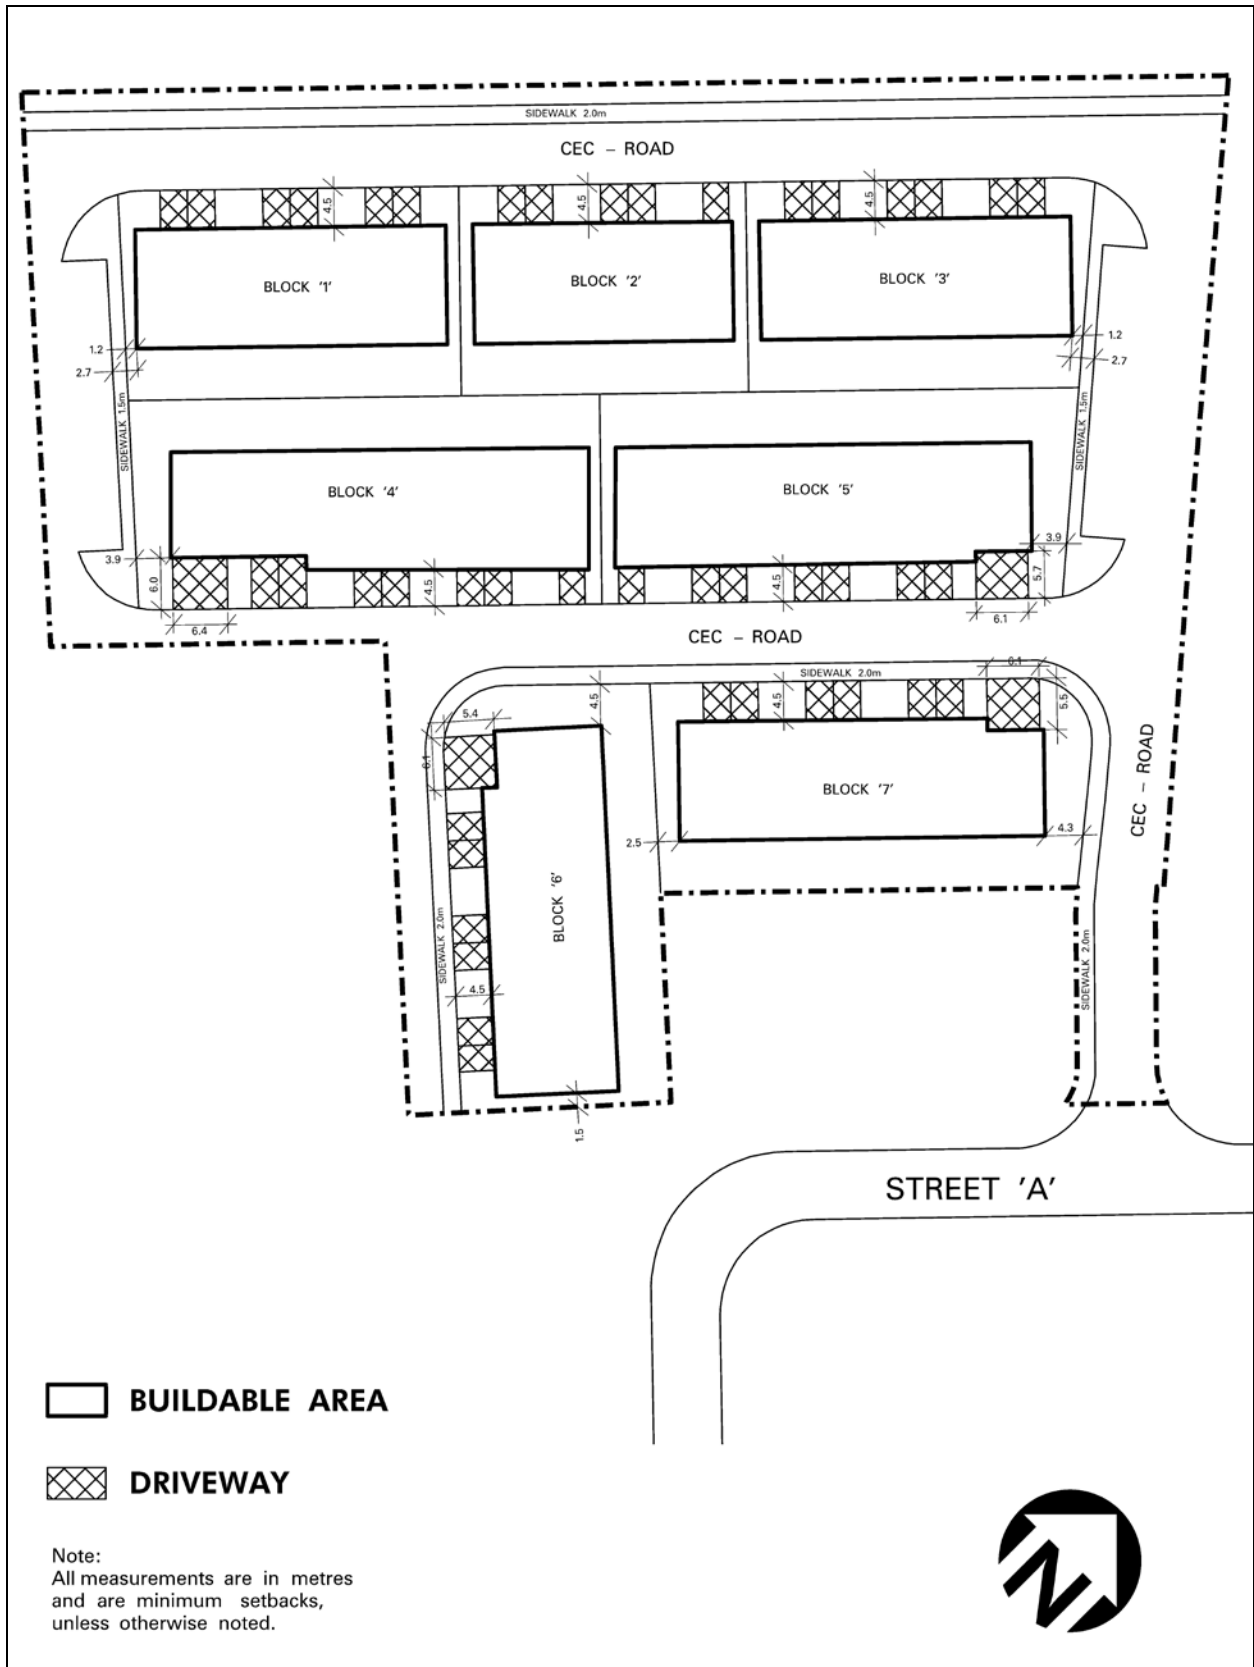 SIDEWALK 2.0m
CEC - ROAD
4.5
4.5
4.5
BLOCK '1'
BLOCK '2'
BLOCK '3'
1.2
1.2
2.7
2.7
SIDEWALK 1.5m
SIDEWALK 1.5m
BLOCK '4'
BLOCK '5'
3.9
3.9
6.0
4.5
4.5
5.7
6.4
6.1
CEC - ROAD
SIDEWALK 2.0m
6.1
4.5
4.5
5.5
5.4
6.1
CEC - ROAD
BLOCK '7'
2.5
4.3
BLOCK '6'
SIDEWALK 2.0m
SIDEWALK 2.0m
4.5
1.5
STREET 'A'
BUILDABLE AREA
DRIVEWAY
Note:
All measurements are in metres
and are minimum setbacks,
unless otherwise noted.
N